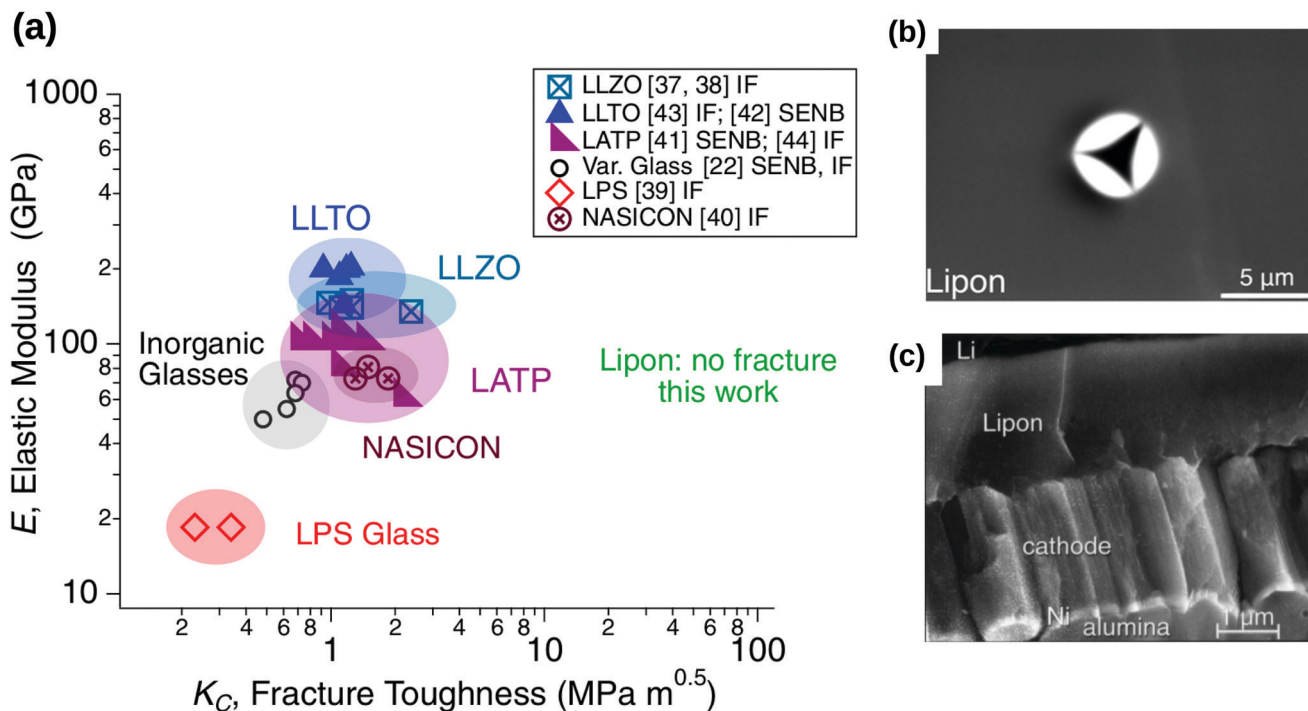 (a)
1000
8
6
4
2
100
8
6
4
2
10
E, Elastic Modulus (GPa)
LLZO [37, 38] IF
LLTO [43] IF; [42] SENB
LATP [41] SENB; [44] IF
Var. Glass [22] SENB, IF
LPS [39] IF
NASICON [40] IF
LLTO
LLZO
Inorganic
Glasses
LATP
NASICON
LPS Glass
Lipon: no fracture
this work
2 4 6 8 1 2 4 6 8 10 2 4 6 8 100
K_C, Fracture Toughness (MPa m^0.5)
(b)
Lipon
5 µm
(c)
Li
Lipon
cathode
Ni
alumina
1 µm